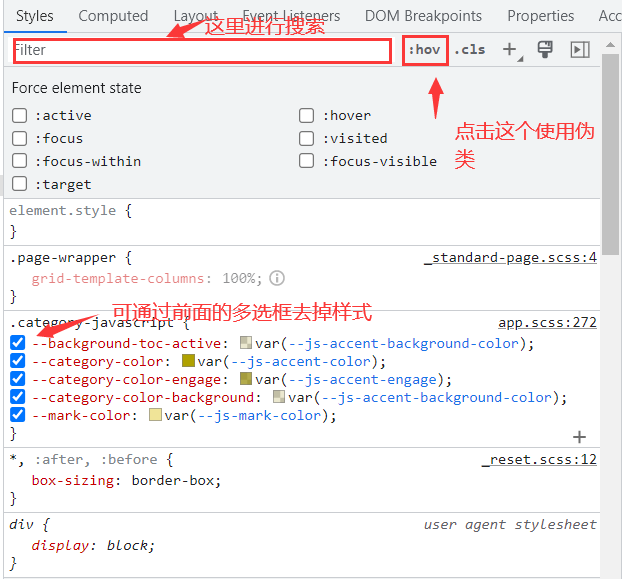 Styles Computed Layout Event Listeners DOM Breakpoints Properties Acc
这里进行搜索
Filter :hov .cls
Force element state
点击这个使用伪类
:active :hover
:focus :visited
:focus-within :focus-visible
:target
element.style {
}
.page-wrapper { _standard-page.scss:4
grid-template-columns: 100%;
}
可通过前面的多选框去掉样式
.category-javascript { app.scss:272
--background-toc-active: var(--js-accent-background-color);
--category-color: var(--js-accent-color);
--category-color-engage: var(--js-accent-engage);
--category-color-background: var(--js-accent-background-color);
--mark-color: var(--js-mark-color);
}
*, :after, :before { _reset.scss:12
box-sizing: border-box;
}
div { user agent stylesheet
display: block;
}